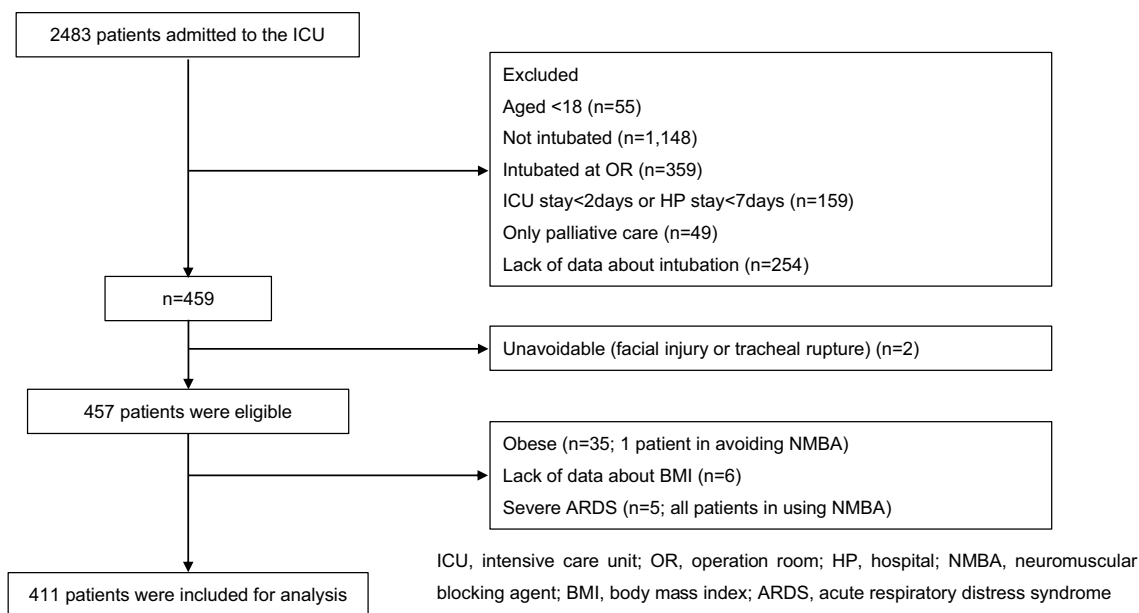 2483 patients admitted to the ICU
Excluded
Aged <18 (n=55)
Not intubated (n=1,148)
Intubated at OR (n=359)
ICU stay<2days or HP stay<7days (n=159)
Only palliative care (n=49)
Lack of data about intubation (n=254)
n=459
Unavoidable (facial injury or tracheal rupture) (n=2)
457 patients were eligible
Obese (n=35; 1 patient in avoiding NMBA)
Lack of data about BMI (n=6)
Severe ARDS (n=5; all patients in using NMBA)
411 patients were included for analysis
ICU, intensive care unit; OR, operation room; HP, hospital; NMBA, neuromuscular
blocking agent; BMI, body mass index; ARDS, acute respiratory distress syndrome